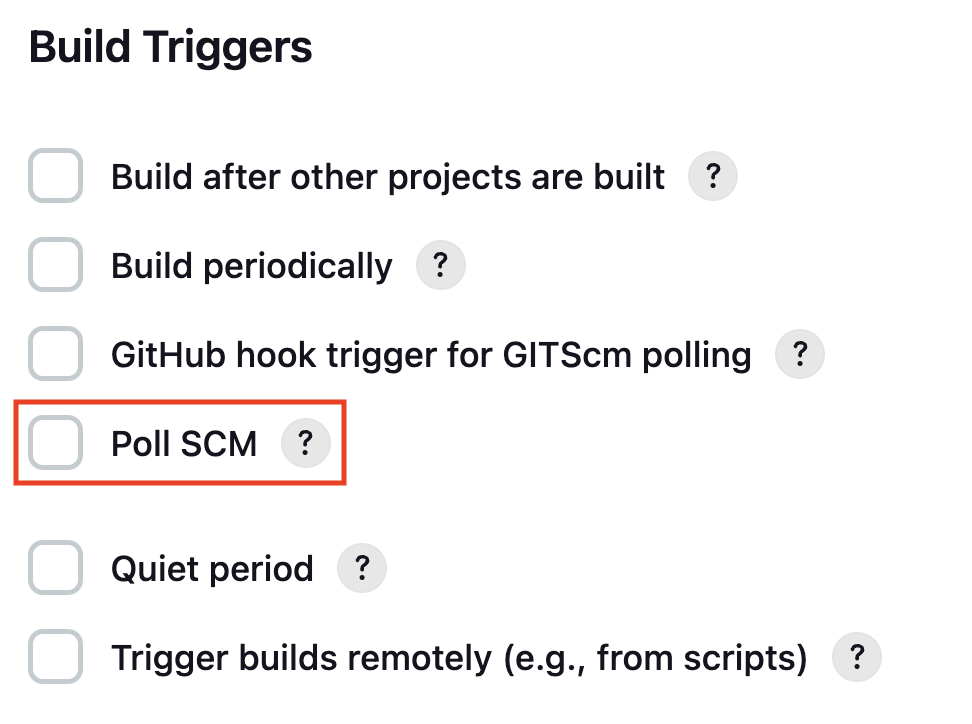 Build Triggers
Build after other projects are built ?
Build periodically ?
GitHub hook trigger for GITScm polling ?
Poll SCM ?
Quiet period ?
Trigger builds remotely (e.g., from scripts) ?